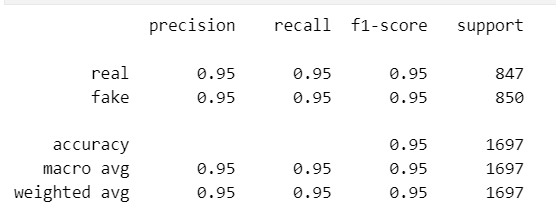 precision recall f1-score support
real 0.95 0.95 0.95 847
fake 0.95 0.95 0.95 850
accuracy 0.95 1697
macro avg 0.95 0.95 0.95 1697
weighted avg 0.95 0.95 0.95 1697